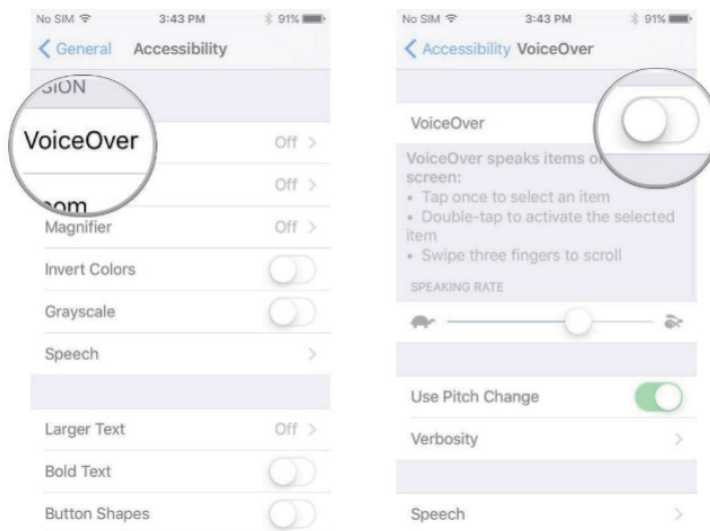 No SIM 3:43 PM 91%
General Accessibility
SION
VoiceOver Off
oom Off
Magnifier Off
Invert Colors
Grayscale
Speech
Larger Text Off
Bold Text
Button Shapes
No SIM 3:43 PM 91%
Accessibility VoiceOver
VoiceOver
VoiceOver speaks items o
screen:
• Tap once to select an item
• Double-tap to activate the selected
item
• Swipe three fingers to scroll
SPEAKING RATE
Use Pitch Change
Verbosity
Speech